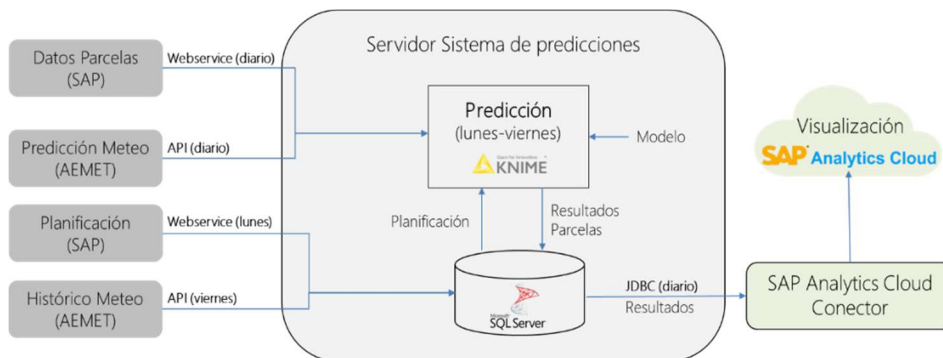 Servidor Sistema de predicciones
Datos Parcelas
(SAP)
Webservice (diario)
Predicción Meteo
(AEMET)
API (diario)
Planificación
(SAP)
Webservice (lunes)
Histórico Meteo
(AEMET)
API (viernes)
Predicción
(lunes-viernes)
KNIME
Modelo
Planificación
Resultados
Parcelas
Microsoft
SQL Server
JDBC (diario)
Resultados
Visualización
SAP Analytics Cloud
SAP Analytics Cloud
Conector